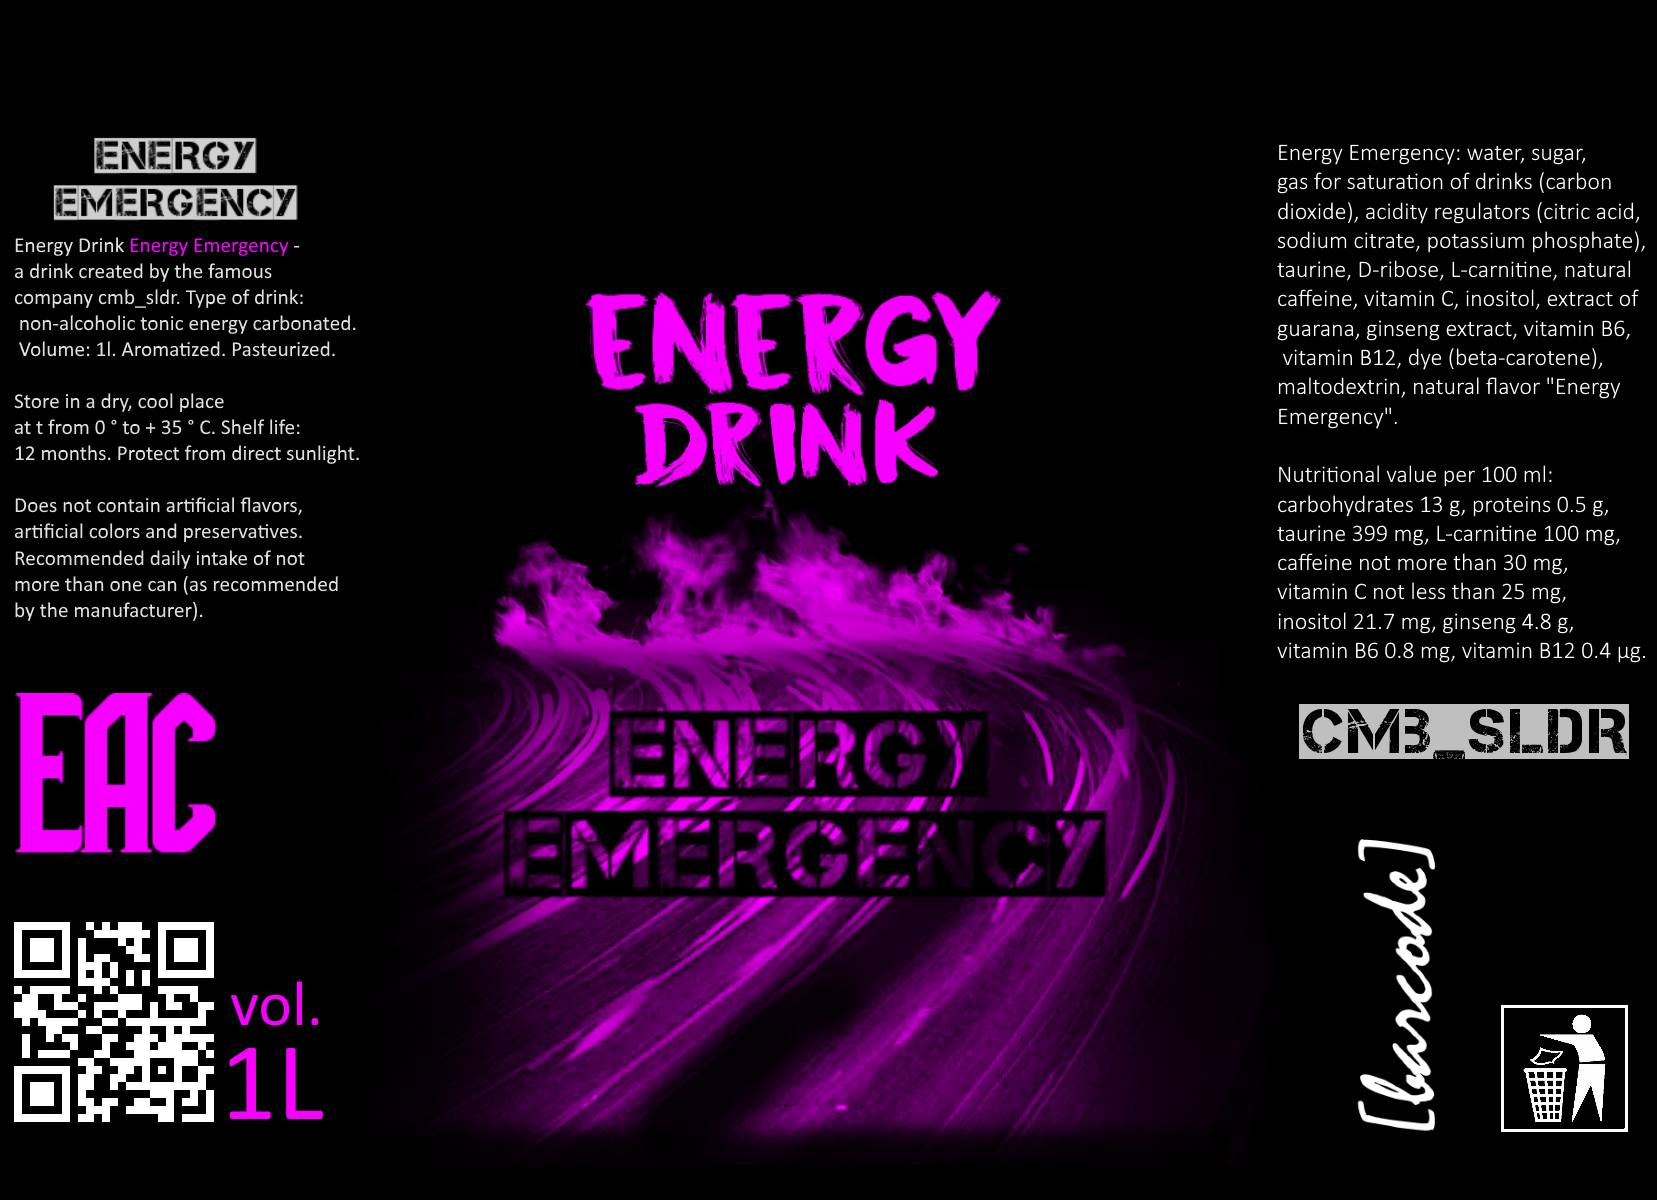 ENERGY
EMERGENCY
Energy Drink Energy Emergency -
a drink created by the famous
company cmb_sldr. Type of drink:
non-alcoholic tonic energy carbonated.
Volume: 1l. Aromatized. Pasteurized.
Store in a dry, cool place
at t from 0 ° to + 35 ° C. Shelf life:
12 months. Protect from direct sunlight.
Does not contain artificial flavors,
artificial colors and preservatives.
Recommended daily intake of not
more than one can (as recommended
by the manufacturer).
EAC
vol.
1L
ENERGY
DRINK
ENERGY
EMERGENCY
Energy Emergency: water, sugar,
gas for saturation of drinks (carbon
dioxide), acidity regulators (citric acid,
sodium citrate, potassium phosphate),
taurine, D-ribose, L-carnitine, natural
caffeine, vitamin C, inositol, extract of
guarana, ginseng extract, vitamin B6,
vitamin B12, dye (beta-carotene),
maltodextrin, natural flavor "Energy
Emergency".
Nutritional value per 100 ml:
carbohydrates 13 g, proteins 0.5 g,
taurine 399 mg, L-carnitine 100 mg,
caffeine not more than 30 mg,
vitamin C not less than 25 mg,
inositol 21.7 mg, ginseng 4.8 g,
vitamin B6 0.8 mg, vitamin B12 0.4 µg.
CMB_SLDR
[barcode]